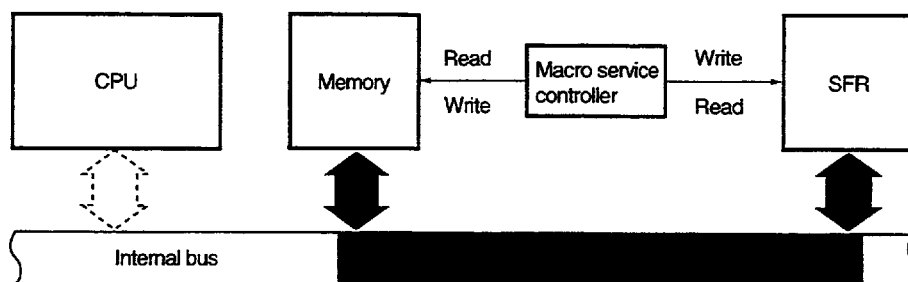 CPU
Memory
Read
Write
Macro service
controller
Write
Read
SFR
Internal bus